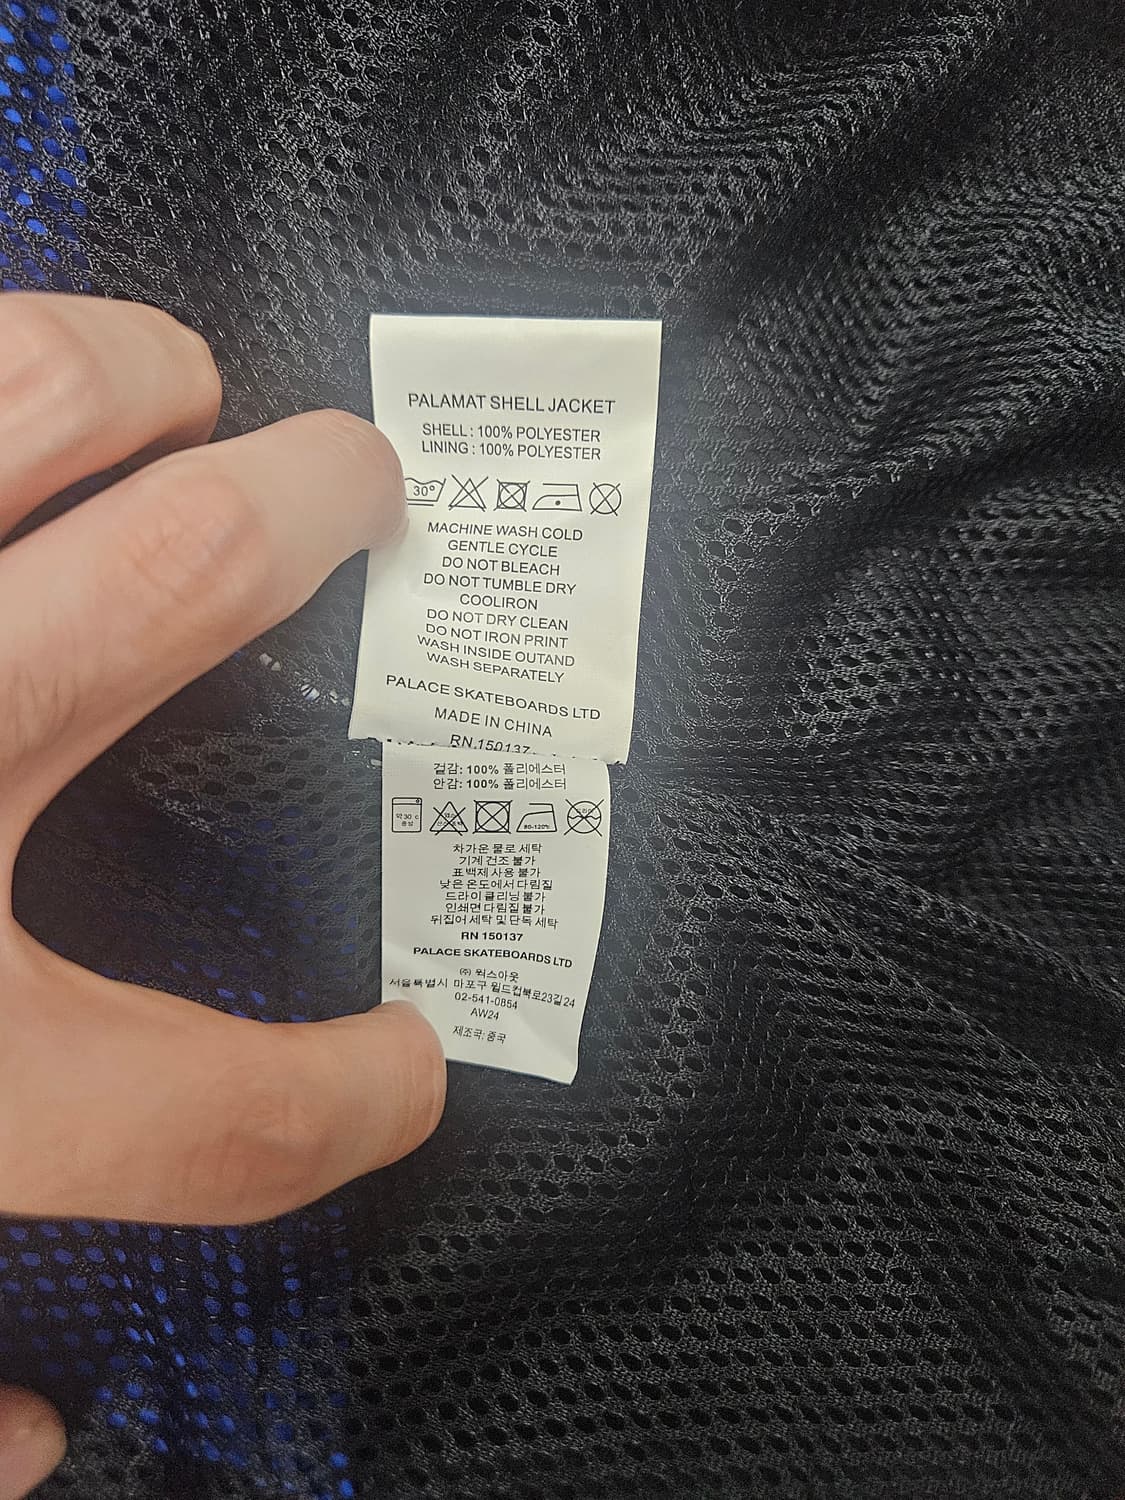 PALAMAT SHELL JACKET
SHELL : 100% POLYESTER
LINING : 100% POLYESTER
30°
MACHINE WASH COLD
GENTLE CYCLE
DO NOT BLEACH
DO NOT TUMBLE DRY
COOLIRON
DO NOT DRY CLEAN
DO NOT IRON PRINT
WASH INSIDE OUTAND
WASH SEPARATELY
PALACE SKATEBOARDS LTD
MADE IN CHINA
RN 150137
겉감: 100% 폴리에스터
안감: 100% 폴리에스터
약 30 c
중성
80-120℃
차가운 물로 세탁
기계 건조 불가
표백제 사용 불가
낮은 온도에서 다림질
드라이 클리닝 불가
인쇄면 다림질 불가
뒤집어 세탁 및 단독 세탁
RN 150137
PALACE SKATEBOARDS LTD
㈜ 웍스아웃
서울특별시 마포구 월드컵북로23길 24
02-541-0854
AW24
제조국: 중국